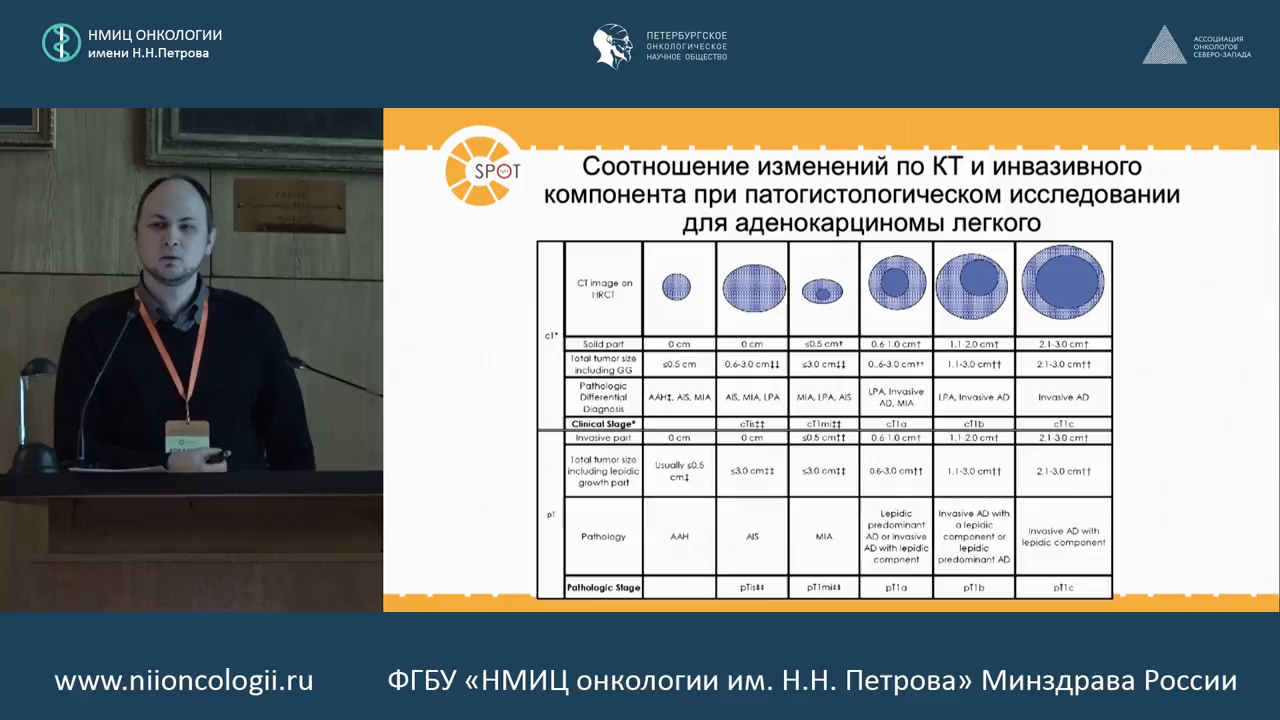 НМИЦ ОНКОЛОГИИ
имени Н.Н.Петрова
ПЕТЕРБУРГСКОЕ
ОНКОЛОГИЧЕСКОЕ
НАУЧНОЕ ОБЩЕСТВО
АССОЦИАЦИЯ
ОНКОЛОГОВ
СЕВЕРО-ЗАПАДА
SPOT
Соотношение изменений по КТ и инвазивного
компонента при патогистологическом исследовании
для аденокарциномы легкого
cT*
CT image on
HRCT
Solid part 0 cm 0 cm ≤0.5 cm† 0.6-1.0 cm† 1.1-2.0 cm† 2.1-3.0 cm†
Total tumor size
including GG
≤0.5 cm 0.6-3.0 cm‡‡ ≤3.0 cm‡‡ 0..6-3.0 cm†† 1.1-3.0 cm†† 2.1-3.0 cm††
Pathologic
Differential
Diagnosis
AAH‡, AIS, MIA
AIS, MIA, LPA
MIA, LPA, AIS
LPA, Invasive
AD, MIA
LPA, Invasive AD
Invasive AD
Clinical Stage* cTis‡‡ cT1mi‡‡ cT1a cT1b cT1c
pT
Invasive part 0 cm 0 cm ≤0.5 cm‡‡ 0.6-1.0 cm† 1.1-2.0 cm† 2.1-3.0 cm†
Total tumor size
including lepidic
growth part
Usually ≤0.5
cm‡
≤3.0 cm‡‡
≤3.0 cm‡‡
0.6-3.0 cm††
1.1-3.0 cm††
2.1-3.0 cm††
Pathology
AAH
AIS
MIA
Lepidic
predominant
AD or Invasive
AD with lepidic
compnent
Invasive AD with
a lepidic
component or
lepidic
predominant AD
Invasive AD with
lepidic component
Pathologic Stage pTis‡‡ pT1mi‡‡ pT1a pT1b pT1c
www.niioncologii.ru
ФГБУ «НМИЦ онкологии им. Н.Н. Петрова» Минздрава России